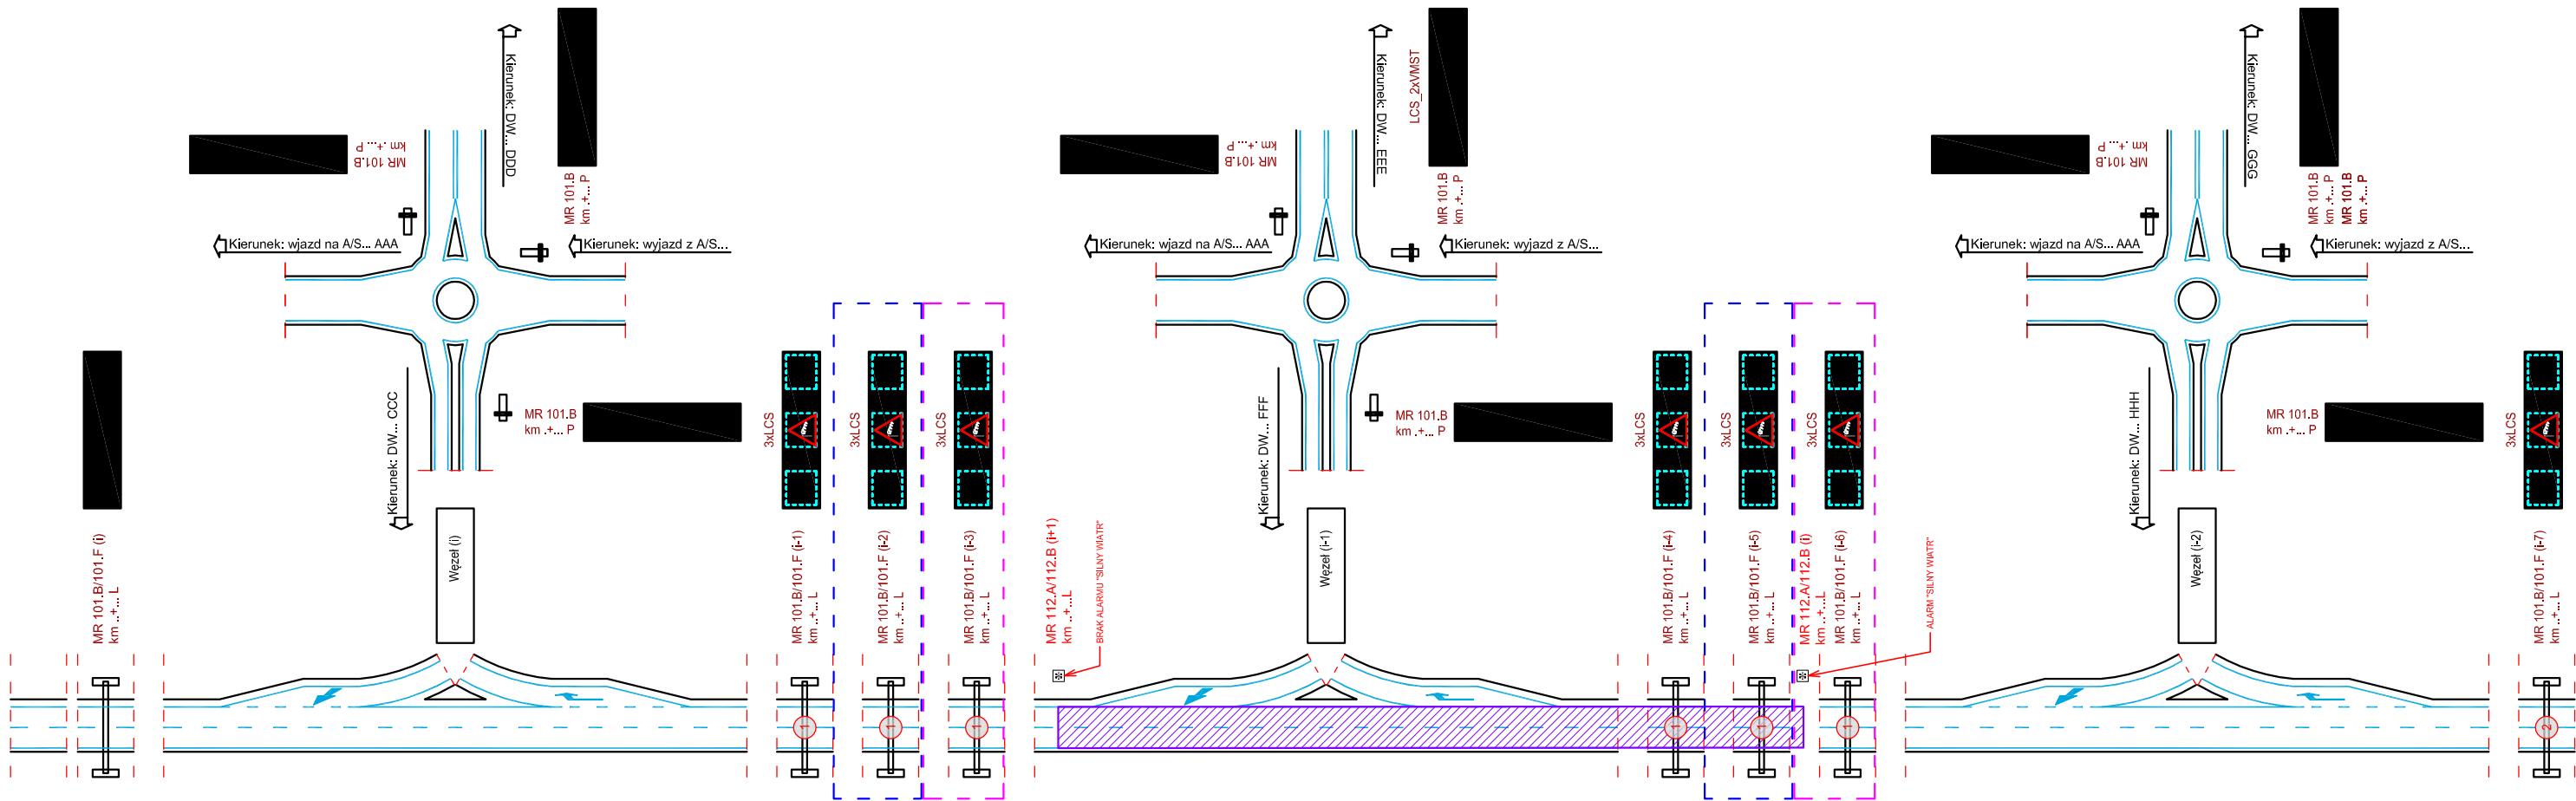 Kierunek: DW... DDD
MR 101.B
km .+... P
MR 101.B
km .+... P
Kierunek: wjazd na A/S... AAA
Kierunek: wyjazd z A/S...
Kierunek: DW... CCC
MR 101.B
km .+... P
Węzeł (i)
MR 101.B/101.F (i)
km ..+... L
3xLCS
MR 101.B/101.F (i-1)
km ..+... L
1
3xLCS
MR 101.B/101.F (i-2)
km ..+... L
1
3xLCS
MR 101.B/101.F (i-3)
km ..+... L
1
MR 112.A/112.B (i+1)
km ..+...L
BRAK ALARMU "SILNY WIATR"
Kierunek: DW... EEE
LCS_2xVMST
MR 101.B
km .+... P
MR 101.B
km .+... P
Kierunek: wjazd na A/S... AAA
Kierunek: wyjazd z A/S...
Kierunek: DW... FFF
MR 101.B
km .+... P
Węzeł (i-1)
3xLCS
MR 101.B/101.F (i-4)
km ..+... L
1
3xLCS
MR 101.B/101.F (i-5)
km ..+... L
1
MR 112.A/112.B (i)
km ..+...L
3xLCS
MR 101.B/101.F (i-6)
km ..+... L
1
ALARM "SILNY WIATR"
Kierunek: DW... GGG
MR 101.B
km .+... P
MR 101.B
km .+... P
MR 101.B
km .+... P
Kierunek: wjazd na A/S... AAA
Kierunek: wyjazd z A/S...
Kierunek: DW... HHH
MR 101.B
km .+... P
Węzeł (i-2)
3xLCS
MR 101.B/101.F (i-7)
km ..+... L
2